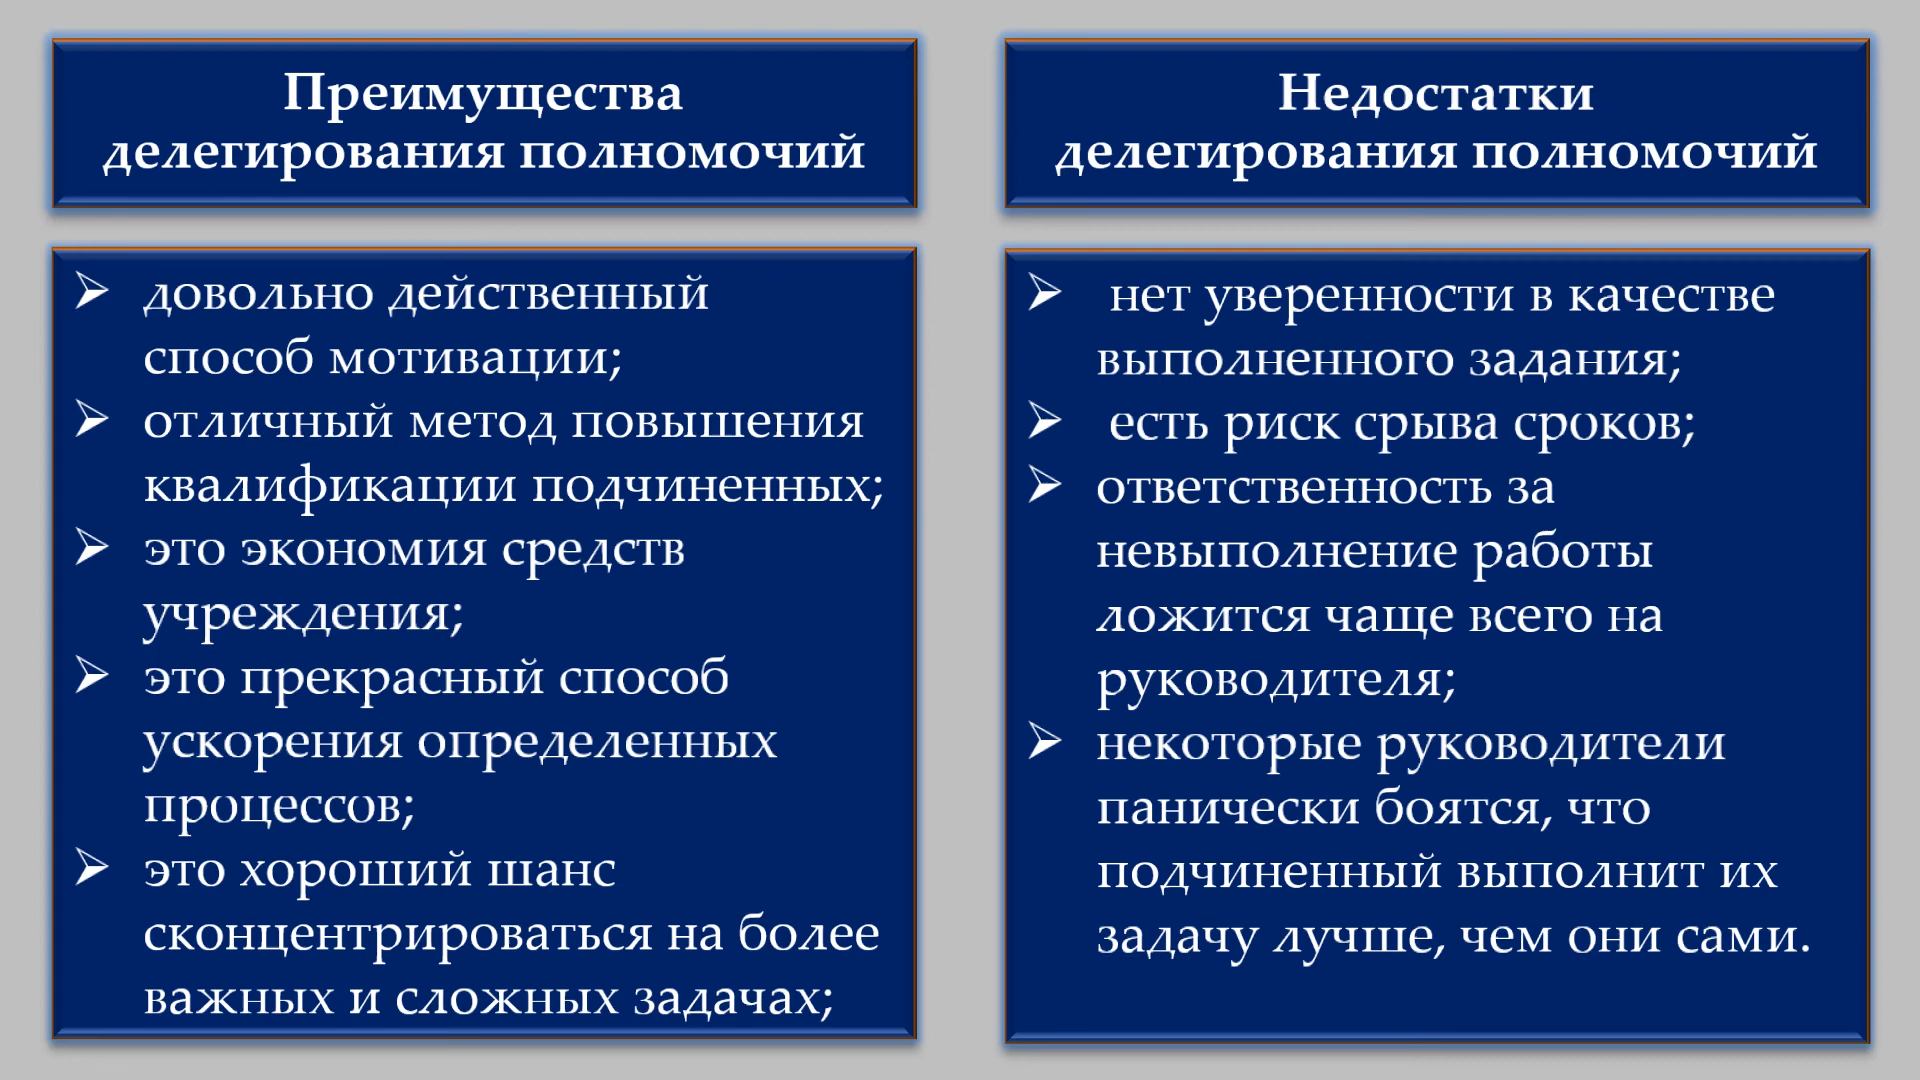 Преимущества
делегирования полномочий
➢ довольно действенный
способ мотивации;
➢ отличный метод повышения
квалификации подчиненных;
➢ это экономия средств
учреждения;
➢ это прекрасный способ
ускорения определенных
процессов;
➢ это хороший шанс
сконцентрироваться на более
важных и сложных задачах;
Недостатки
делегирования полномочий
➢ нет уверенности в качестве
выполненного задания;
➢ есть риск срыва сроков;
➢ ответственность за
невыполнение работы
ложится чаще всего на
руководителя;
➢ некоторые руководители
панически боятся, что
подчиненный выполнит их
задачу лучше, чем они сами.